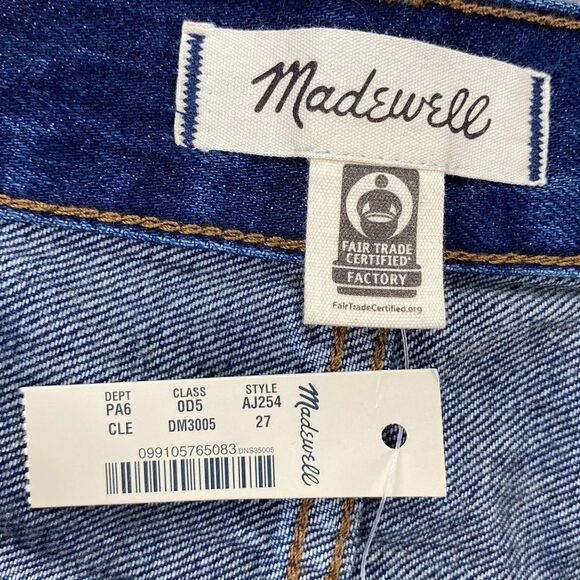 Madewell
FAIR TRADE
CERTIFIED
FACTORY
FairTradeCertified.org
DEPT CLASS STYLE
PA6 0D5 AJ254
CLE DM3005 27
099105765083 DNS35005
Madewell